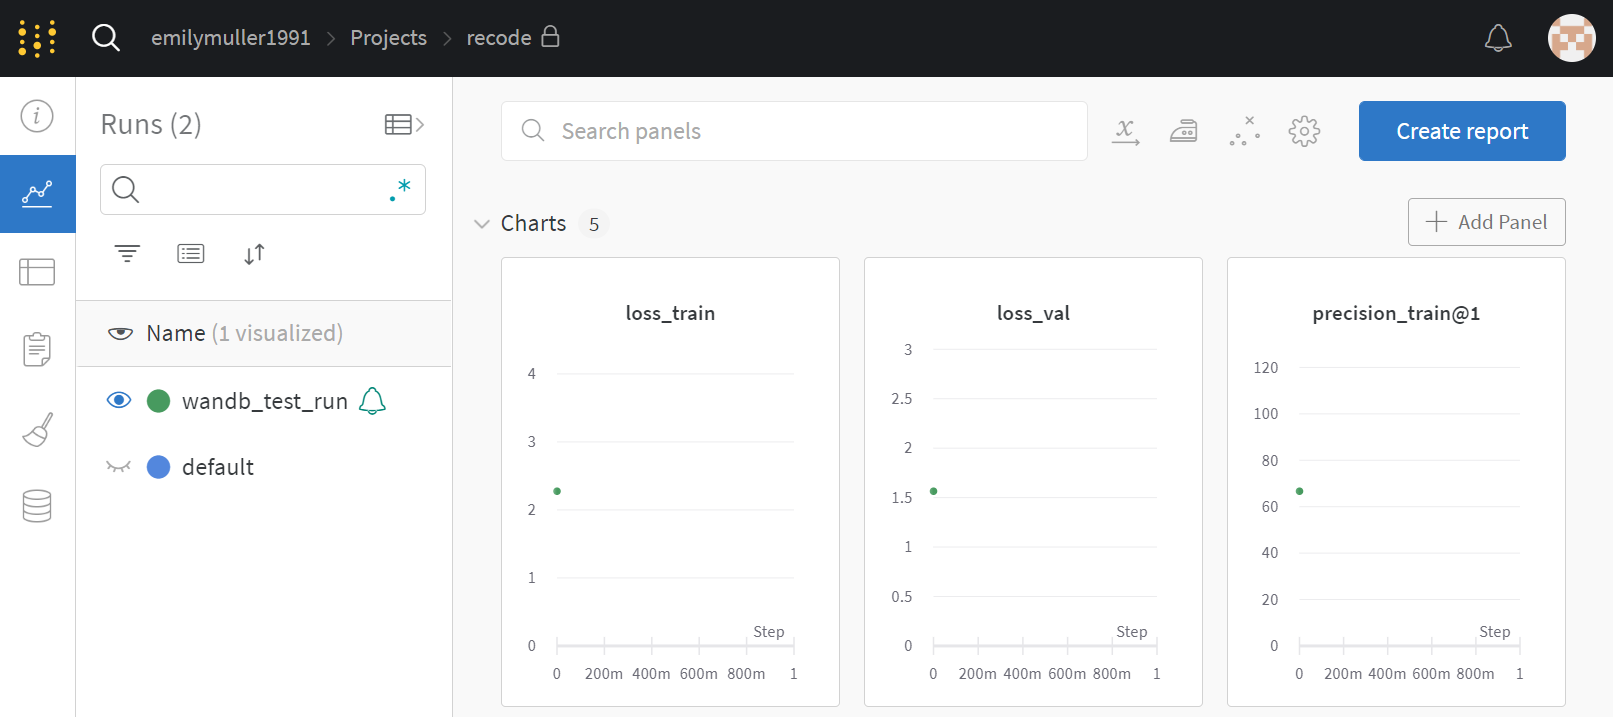 emilymuller1991 > Projects > recode
Runs (2)
Search panels
Create report
.*
Charts 5
Add Panel
Name (1 visualized)
wandb_test_run
default
loss_train
4
3
2
1
0
Step
0 200m 400m 600m 800m 1
loss_val
3
2.5
2
1.5
1
0.5
0
Step
0 200m 400m 600m 800m 1
precision_train@1
120
100
80
60
40
20
0
Step
0 200m 400m 600m 800m 1